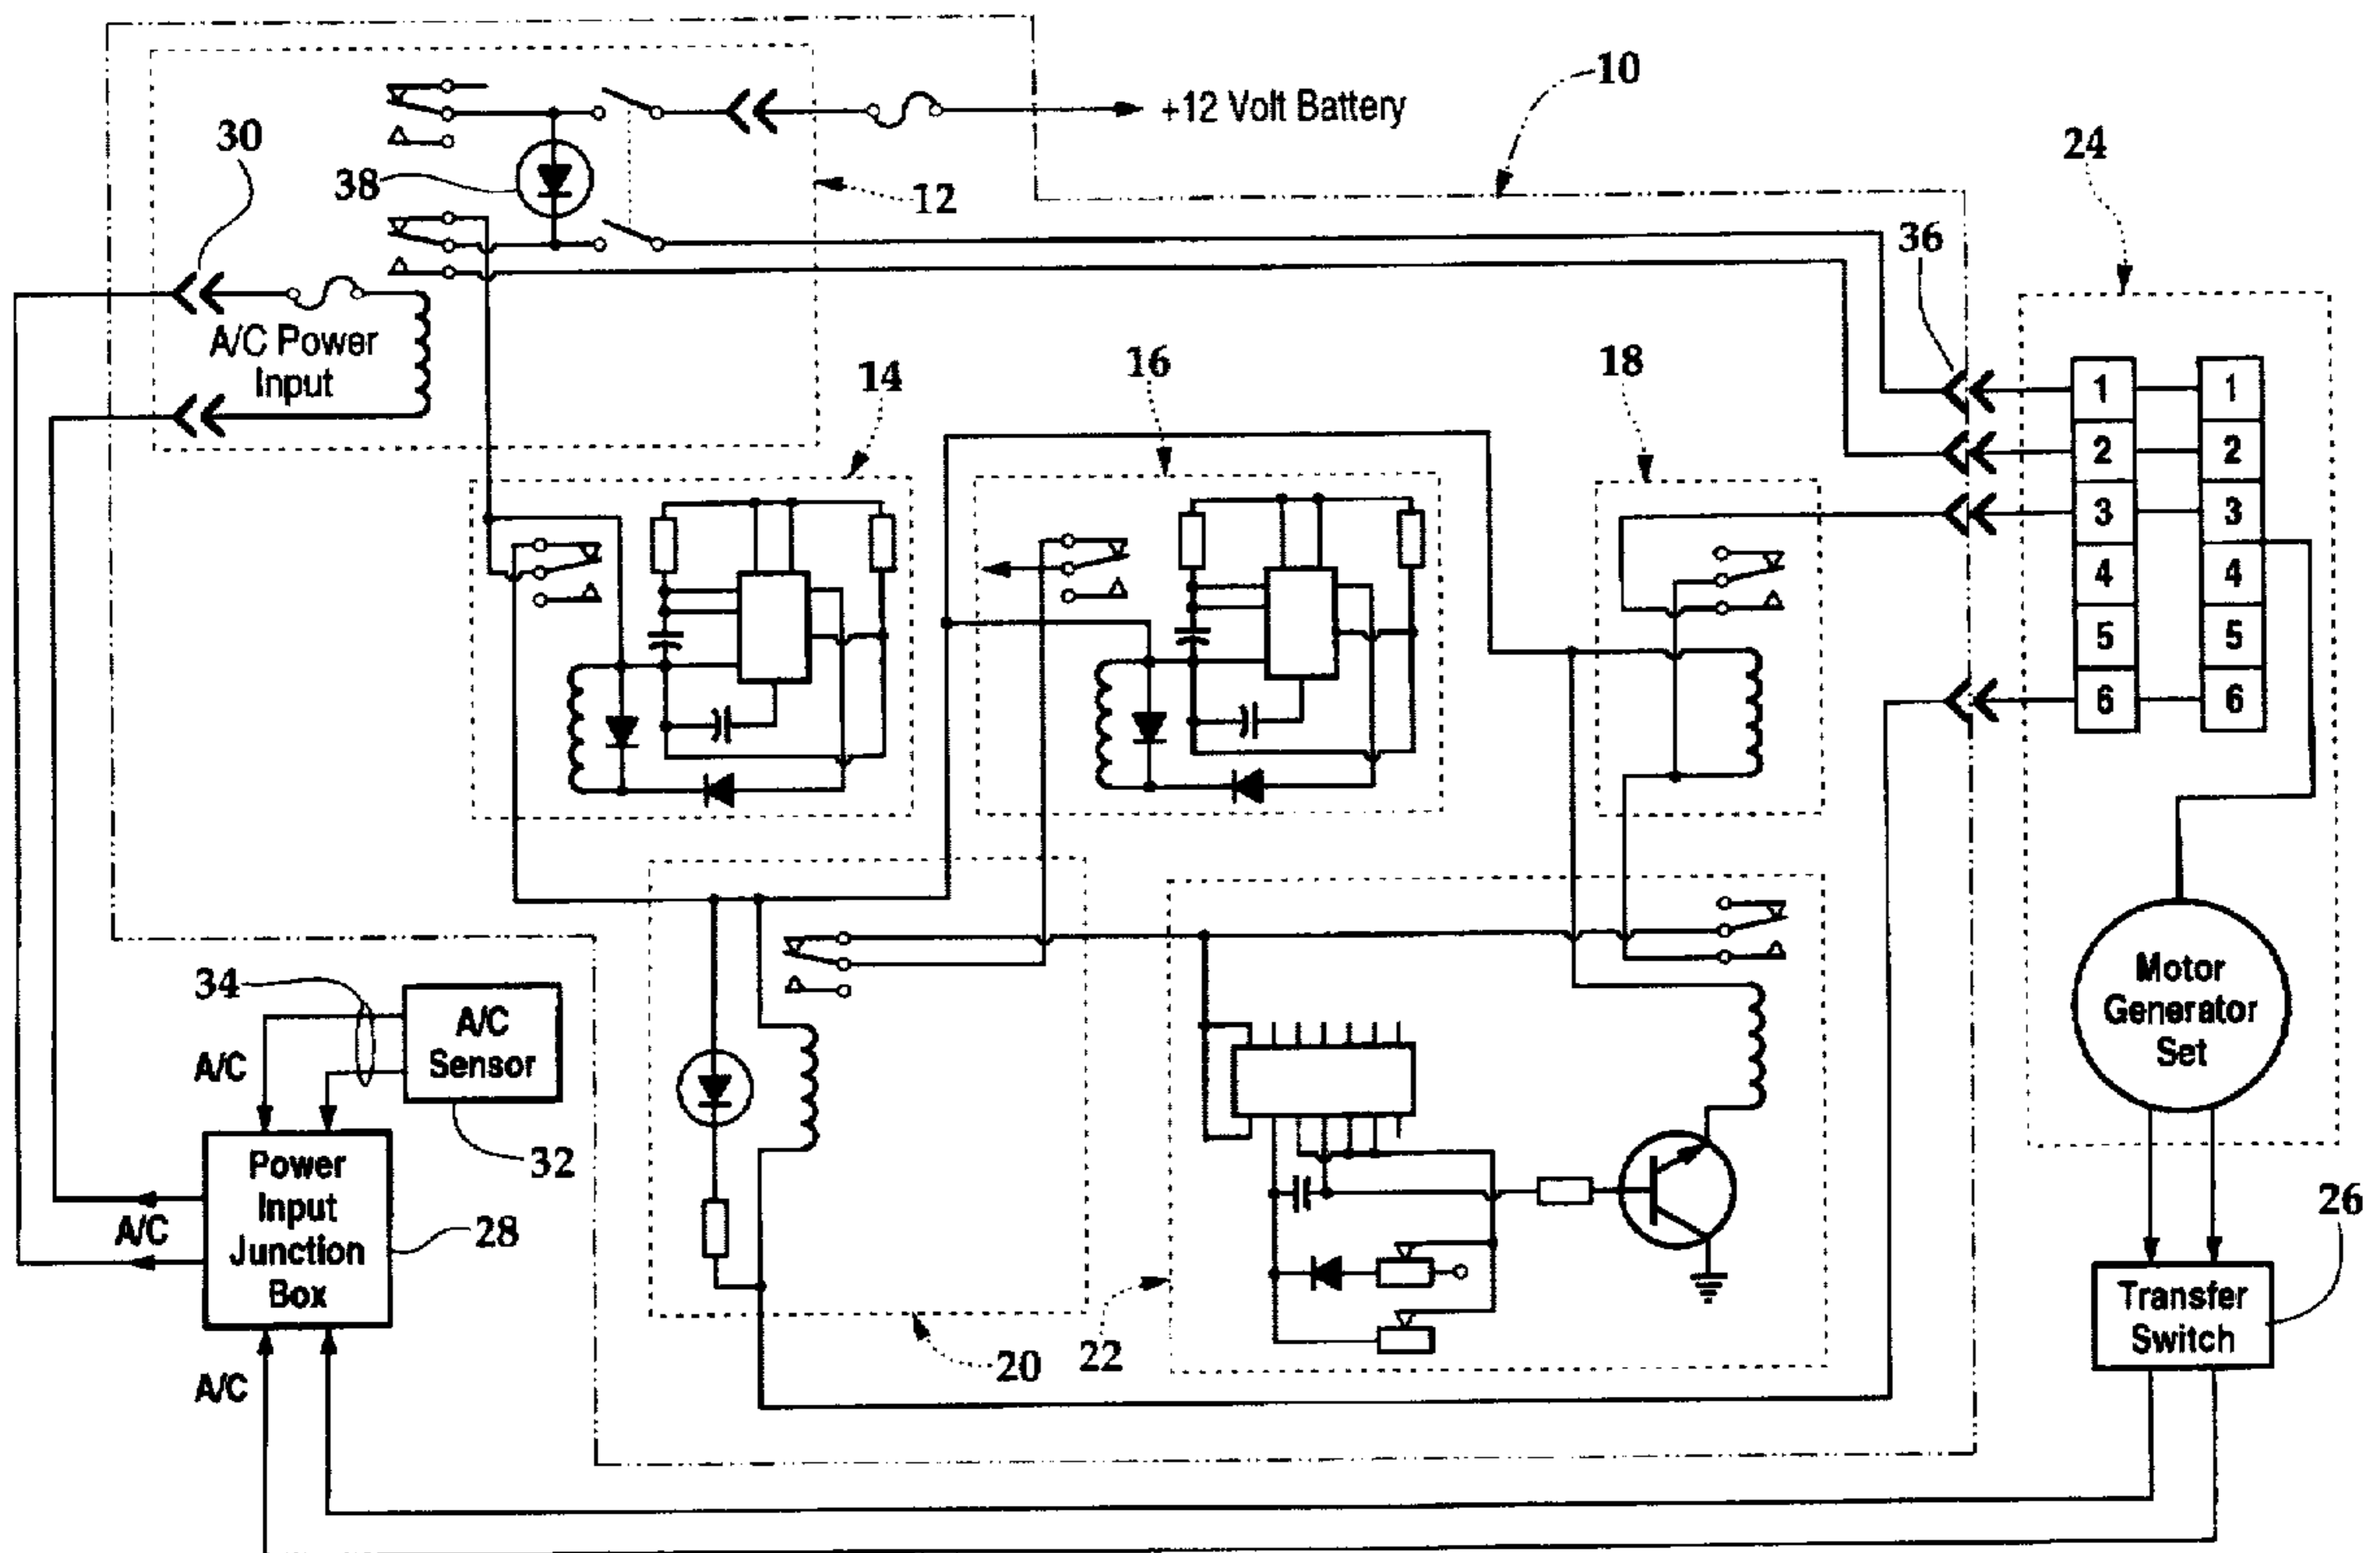 10
+12 Volt Battery
30
38
12
24
36
A/C Power
Input
14
16
18
1 1
2 2
3 3
4 4
5 5
6 6
34
A/C
Sensor
A/C
32
Motor
Generator
Set
Power
Input
Junction
Box
A/C
28
26
Transfer
Switch
22
20
A/C